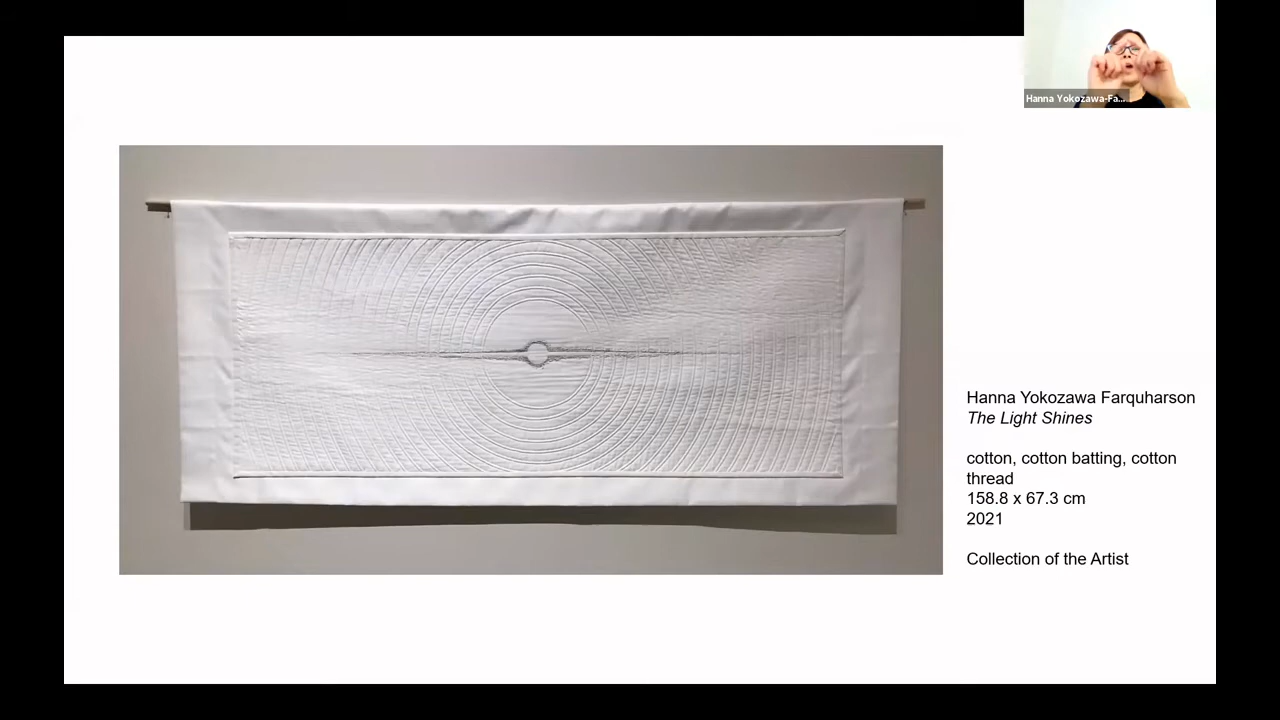 Hanna Yokozawa-Fa...
Hanna Yokozawa Farquharson
The Light Shines
cotton, cotton batting, cotton
thread
158.8 x 67.3 cm
2021
Collection of the Artist